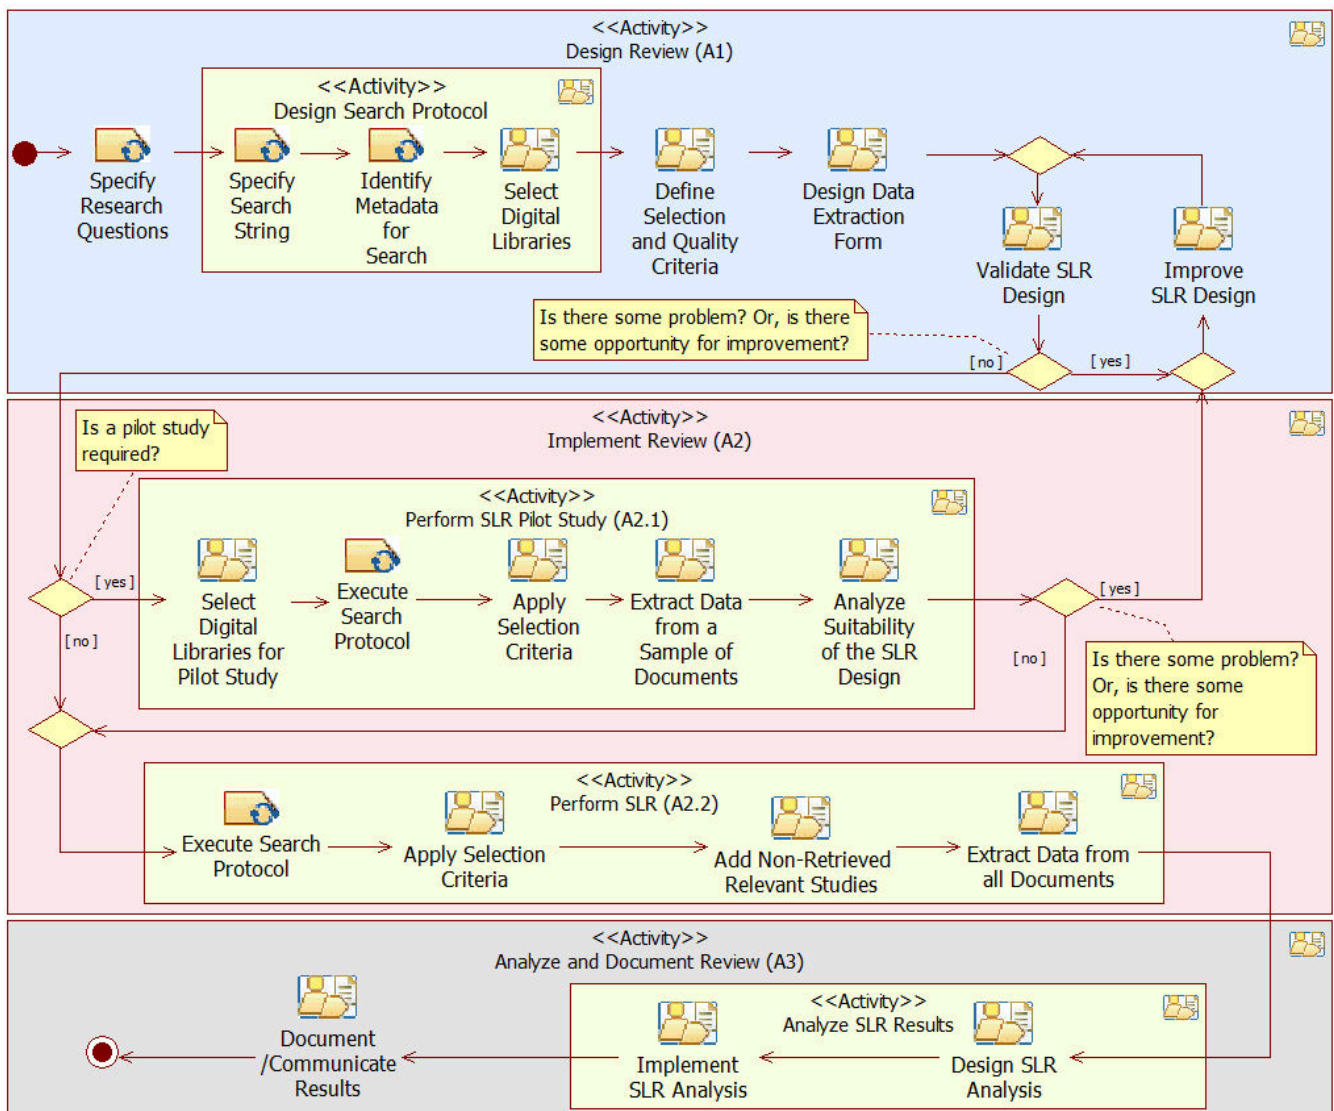 <<Activity>>
Design Review (A1)
<<Activity>>
Design Search Protocol
Specify
Research
Questions
Specify
Search
String
Identify
Metadada
for
Search
Select
Digital
Libraries
Define
Selection
and Quality
Criteria
Design Data
Extraction
Form
Validate SLR
Design
Improve
SLR Design
Is there some problem? Or, is there
some opportunity for improvement?
[ no ]
[ yes ]
<<Activity>>
Implement Review (A2)
Is a pilot study
required?
<<Activity>>
Perform SLR Pilot Study (A2.1)
[ yes ]
[ no ]
Select
Digital
Libraries for
Pilot Study
Execute
Search
Protocol
Apply
Selection
Criteria
Extract Data
from a
Sample of
Documents
Analyze
Suitability
of the SLR
Design
[ yes ]
[ no ]
Is there some problem?
Or, is there some
opportunity for
improvement?
<<Activity>>
Perform SLR (A2.2)
Execute Search
Protocol
Apply Selection
Criteria
Add Non-Retrieved
Relevant Studies
Extract Data from
all Documents
<<Activity>>
Analyze and Document Review (A3)
<<Activity>>
Analyze SLR Results
Document
/Communicate
Results
Implement
SLR Analysis
Design SLR
Analysis